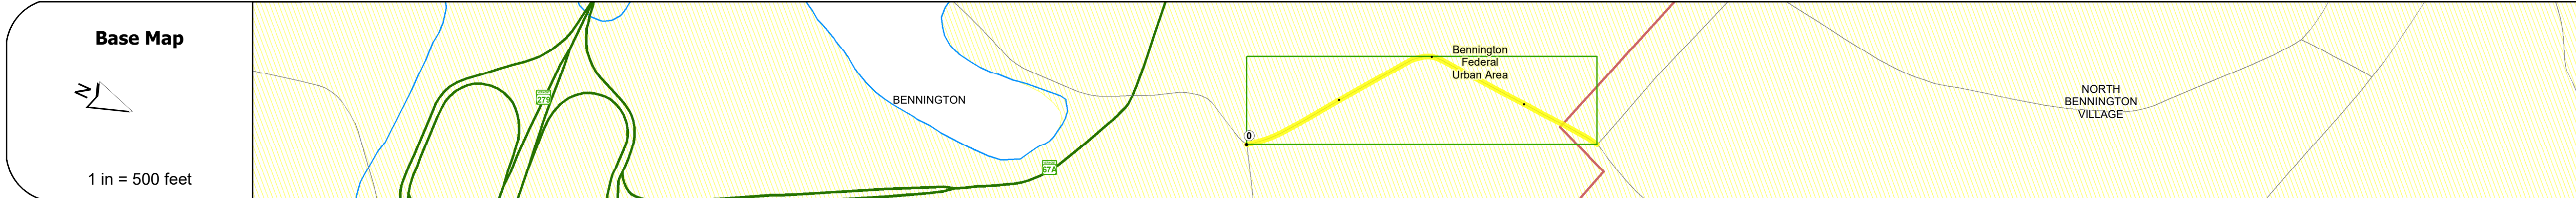 Base Map
N
1 in = 500 feet
279
BENNINGTON
67A
0
Bennington
Federal
Urban Area
NORTH
BENNINGTON
VILLAGE